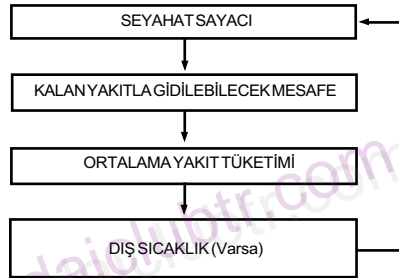 SEYAHAT SAYACI
KALAN YAKITLA GİDİLEBİLECEK MESAFE
ORTALAMA YAKIT TÜKETİMİ
DIŞ SICAKLIK (Varsa)